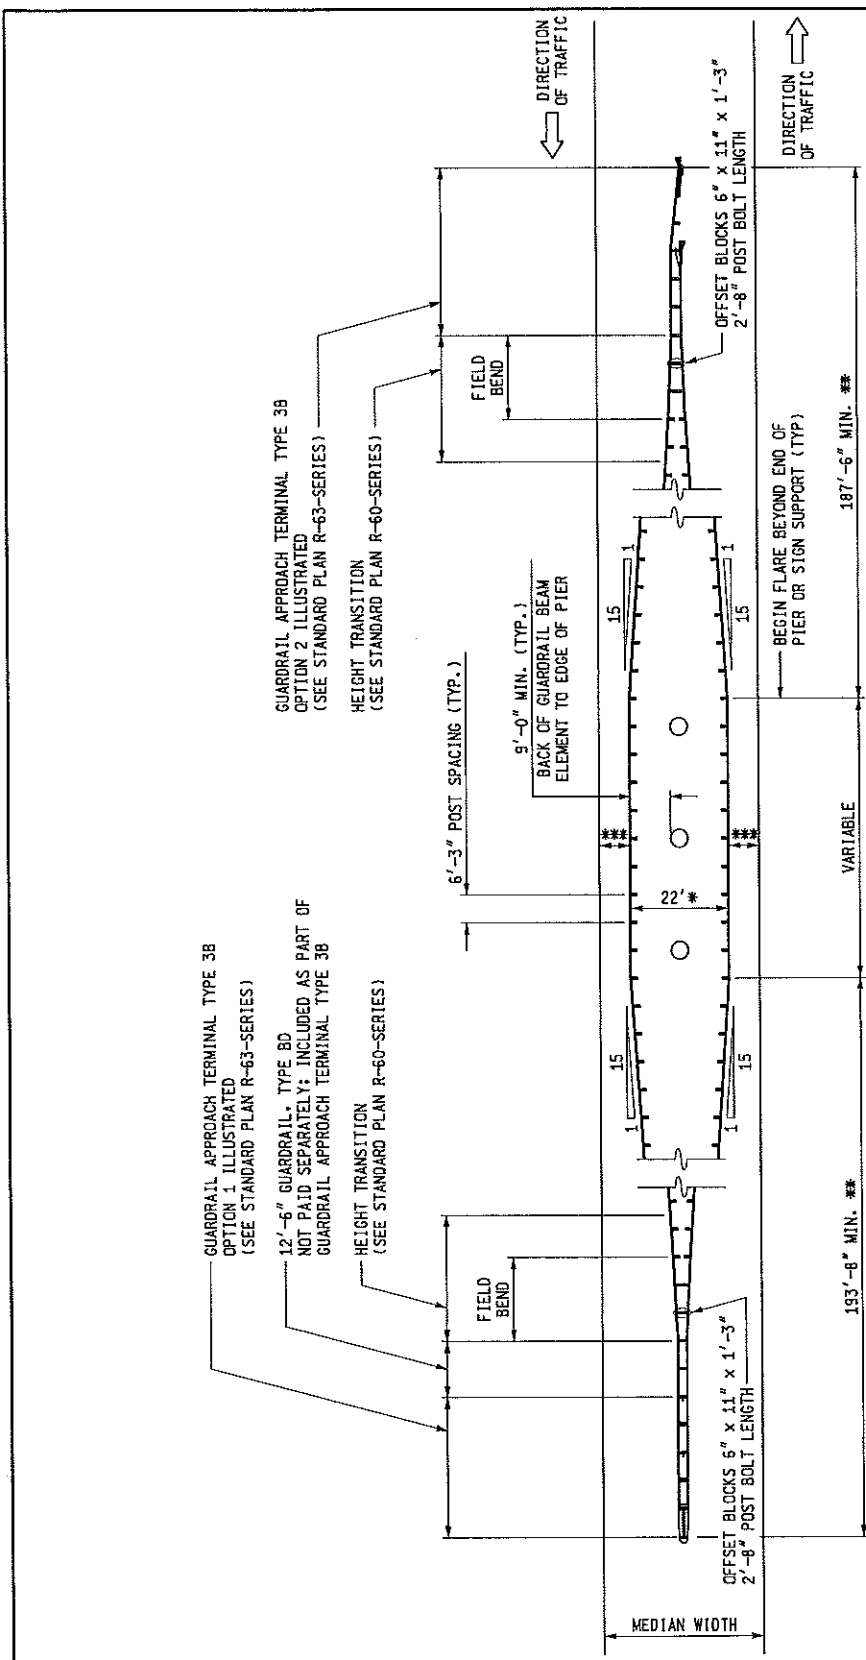 GUARDRAIL APPROACH TERMINAL TYPE 3B
OPTION 1 ILLUSTRATED
(SEE STANDARD PLAN R-63-SERIES)
12'-6" GUARDRAIL, TYPE BD
NOT PAID SEPARATELY; INCLUDED AS PART OF
GUARDRAIL APPROACH TERMINAL TYPE 3B
HEIGHT TRANSITION
(SEE STANDARD PLAN R-60-SERIES)
GUARDRAIL APPROACH TERMINAL TYPE 3B
OPTION 2 ILLUSTRATED
(SEE STANDARD PLAN R-63-SERIES)
HEIGHT TRANSITION
(SEE STANDARD PLAN R-60-SERIES)
6'-3" POST SPACING (TYP.)
9'-0" MIN. (TYP.)
BACK OF GUARDRAIL BEAM
ELEMENT TO EDGE OF PIER
FIELD
BEND
FIELD
BEND
DIRECTION
OF TRAFFIC
DIRECTION
OF TRAFFIC
15
1
15
1
15
1
15
1
***
***
22'*
OFFSET BLOCKS 6" x 11" x 1'-3"
2'-8" POST BOLT LENGTH
OFFSET BLOCKS 6" x 11" x 1'-3"
2'-8" POST BOLT LENGTH
BEGIN FLARE BEYOND END OF
PIER OR SIGN SUPPORT (TYP)
MEDIAN WIDTH
193'-8" MIN. **
VARIABLE
187'-6" MIN. **